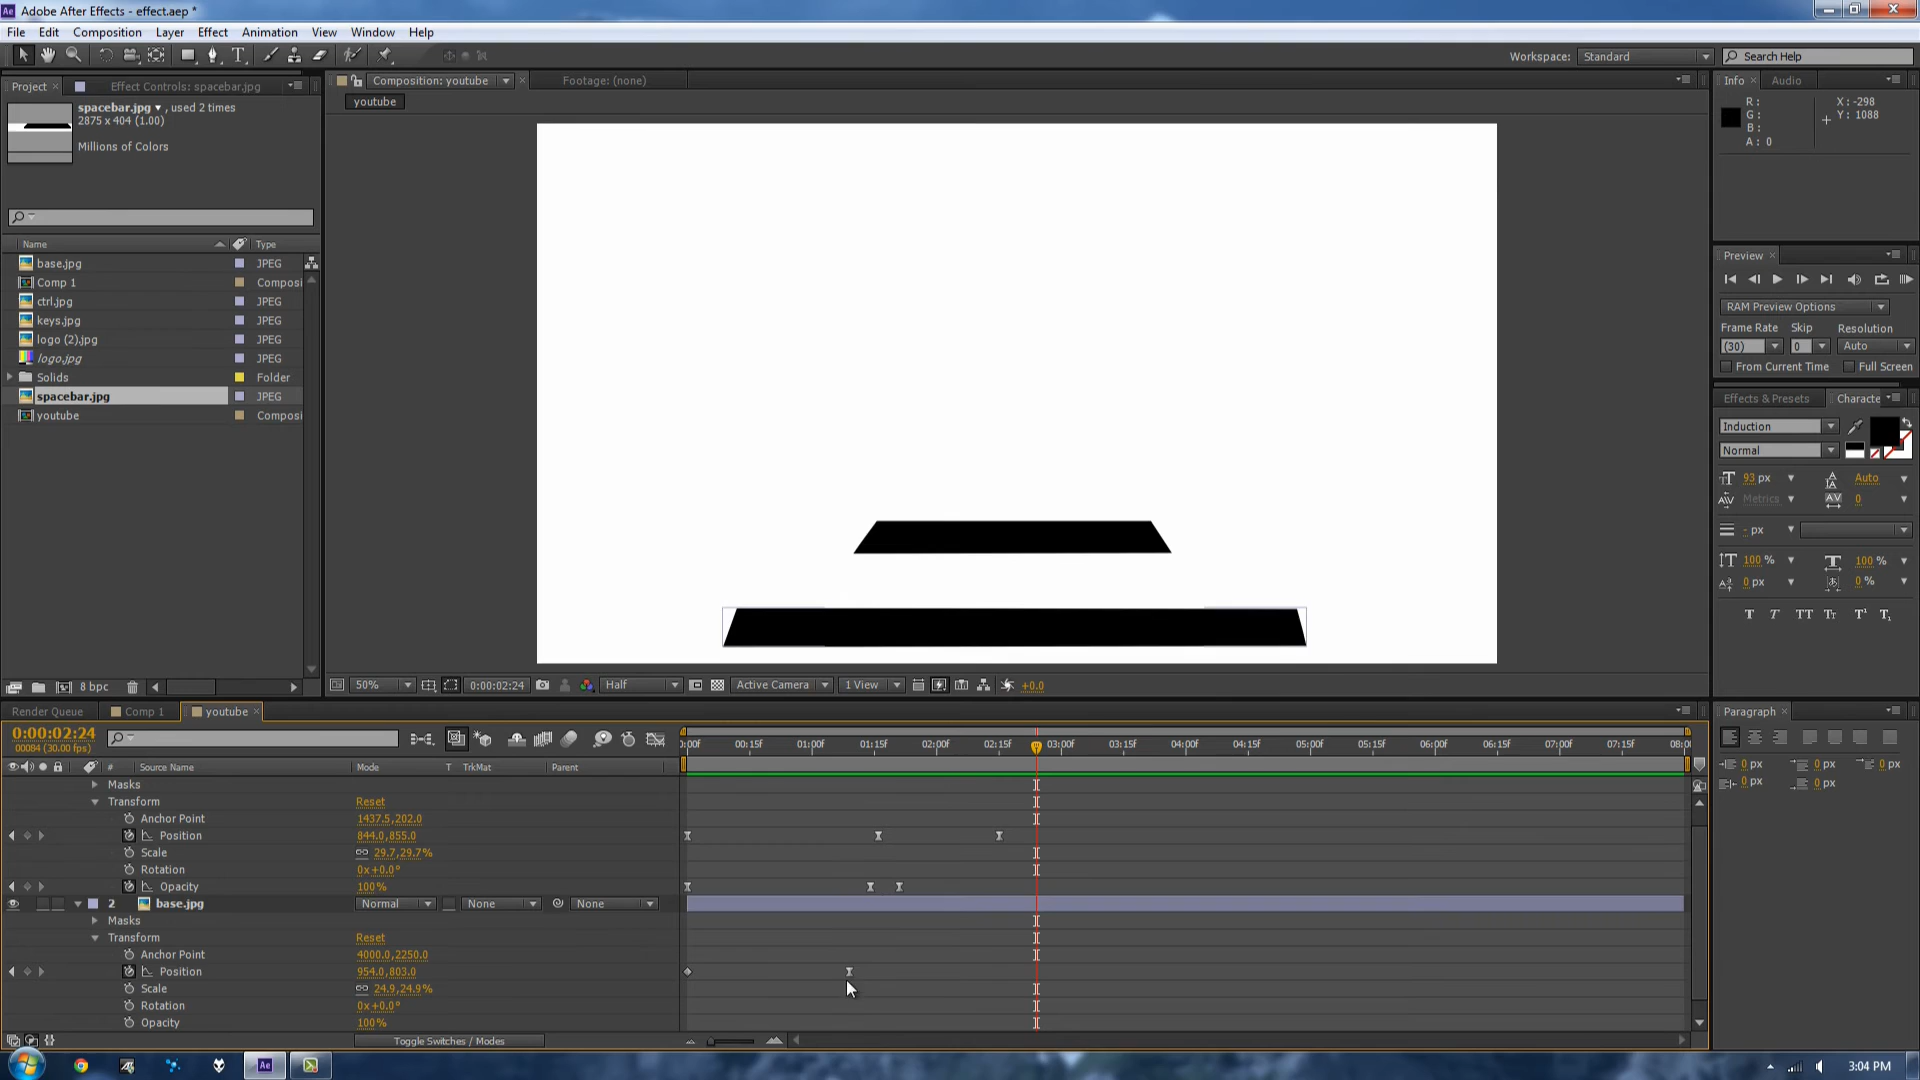 Adobe After Effects - effect.aep *
File Edit Composition Layer Effect Animation View Window Help
Workspace: Standard Search Help
Project Effect Controls: spacebar.jpg
spacebar.jpg , used 2 times
2875 x 404 (1.00)
Millions of Colors
Name Type
base.jpg JPEG
Comp 1 Composi
ctrl.jpg JPEG
keys.jpg JPEG
logo (2).jpg JPEG
logo.jpg JPEG
Solids Folder
spacebar.jpg JPEG
youtube Composi
8 bpc
Composition: youtube Footage: (none)
youtube
50% 0:00:02:24 Half Active Camera 1 View +0.0
Info Audio
R : X : -298
G : Y : 1088
B :
A : 0
Preview
RAM Preview Options
Frame Rate Skip Resolution
(30) 0 Auto
From Current Time Full Screen
Effects & Presets Characte
Induction
Normal
93 px Auto
Metrics 0
- px
100 % 100 %
0 px 0 %
T T TT Tt T¹ T₁
Paragraph
0 px 0 px 0 px
0 px 0 px
Render Queue Comp 1 youtube
0:00:02:24
00084 (30.00 fps)
):00f 00:15f 01:00f 01:15f 02:00f 02:15f 03:00f 03:15f 04:00f 04:15f 05:00f 05:15f 06:00f 06:15f 07:00f 07:15f 08:0
# Source Name Mode T TrkMat Parent
Masks
Transform Reset
Anchor Point 1437.5,202.0
Position 844.0,855.0
Scale 29.7,29.7%
Rotation 0x+0.0°
Opacity 100%
2 base.jpg Normal None None
Masks
Transform Reset
Anchor Point 4000.0,2250.0
Position 954.0,803.0
Scale 24.9,24.9%
Rotation 0x+0.0°
Opacity 100%
Toggle Switches / Modes
Ae
3:04 PM